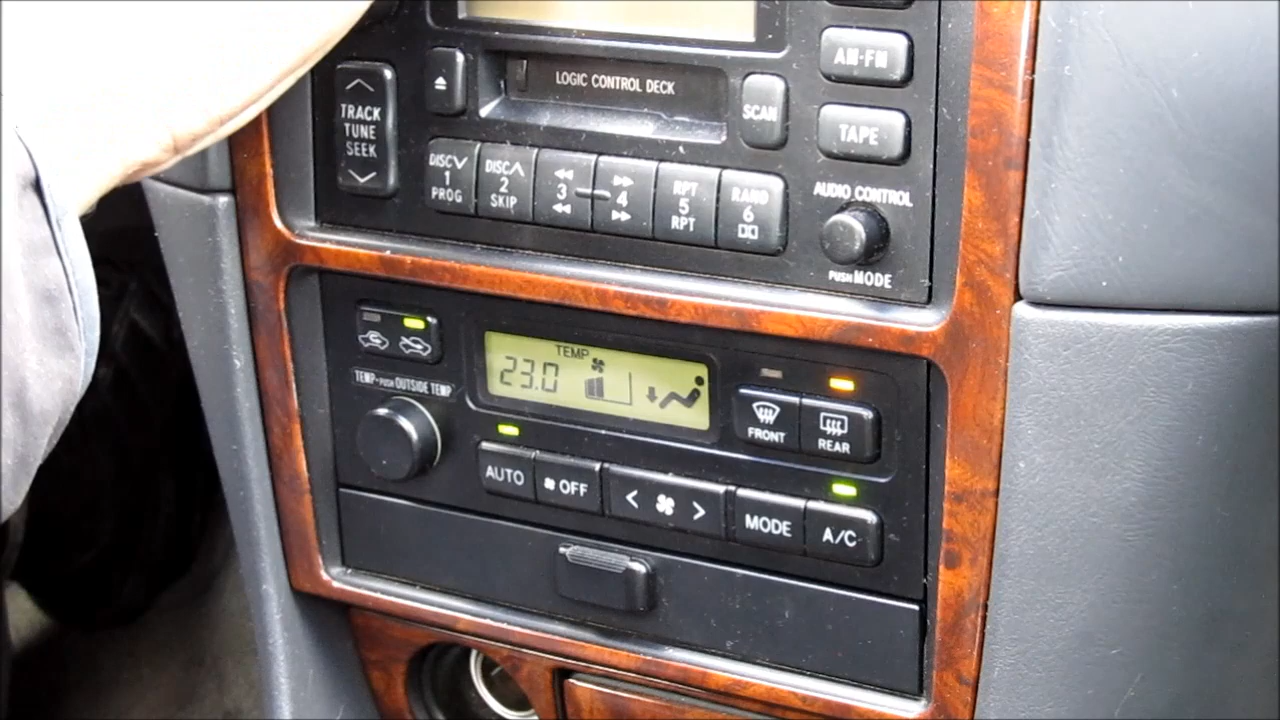 AM·FM
LOGIC CONTROL DECK
TRACK
TUNE
SEEK
SCAN
TAPE
DISC
1
PROG
DISC
2
SKIP
3
4
RPT
5
RPT
RAND
6
AUDIO CONTROL
PUSH MODE
TEMP-PUSH OUTSIDE TEMP
TEMP
23.0
FRONT
REAR
AUTO
OFF
MODE
A/C